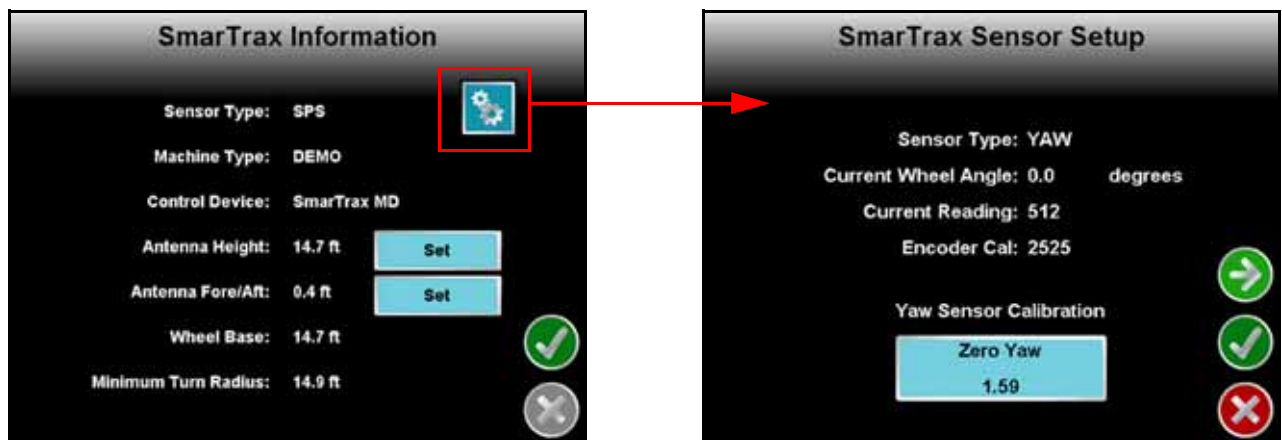 SmarTrax Information
Sensor Type: SPS
Machine Type: DEMO
Control Device: SmarTrax MD
Antenna Height: 14.7 ft Set
Antenna Fore/Aft: 0.4 ft Set
Wheel Base: 14.7 ft
Minimum Turn Radius: 14.9 ft
SmarTrax Sensor Setup
Sensor Type: YAW
Current Wheel Angle: 0.0 degrees
Current Reading: 512
Encoder Cal: 2525
Yaw Sensor Calibration
Zero Yaw
1.59